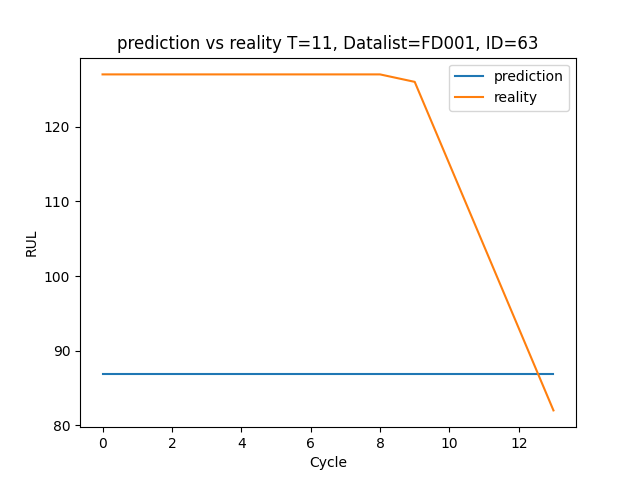 prediction vs reality T=11, Datalist=FD001, ID=63
prediction
reality
120
110
100
90
80
RUL
0 2 4 6 8 10 12
Cycle